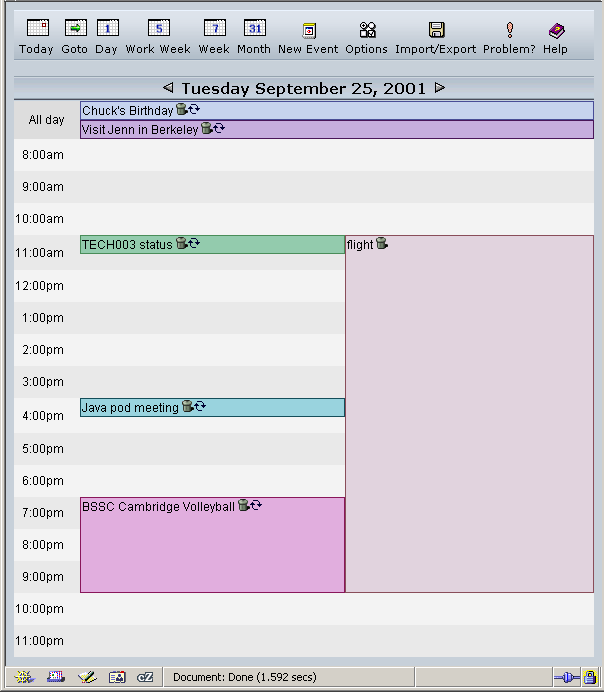 5 7 31
1
Today Goto Day Work Week Week Month New Event Options Import/Export Problem? Help
Tuesday September 25, 2001
All day
Chuck's Birthday
Visit Jenn in Berkeley
8:00am
9:00am
10:00am
11:00am
TECH003 status
flight
12:00pm
1:00pm
2:00pm
3:00pm
4:00pm
Java pod meeting
5:00pm
6:00pm
7:00pm
BSSC Cambridge Volleyball
8:00pm
9:00pm
10:00pm
11:00pm
Document: Done (1.592 secs)